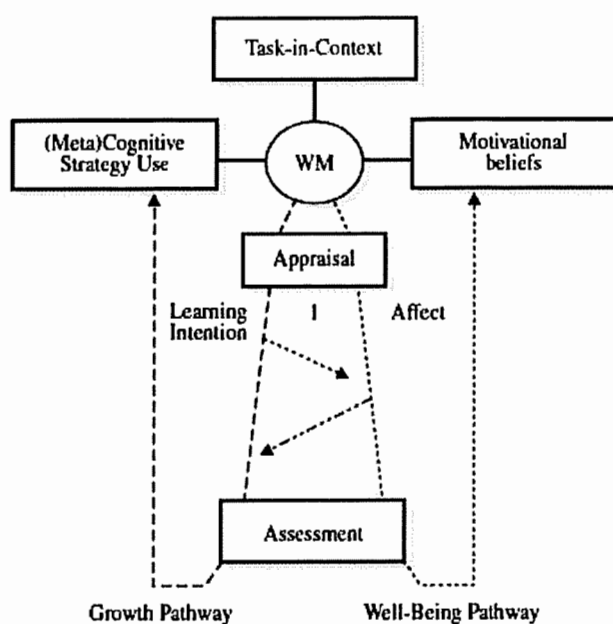 Task-in-Context
(Meta)Cognitive
Strategy Use
WM
Motivational
beliefs
Appraisal
Learning
Intention
I
Affect
Assessment
Growth Pathway
Well-Being Pathway